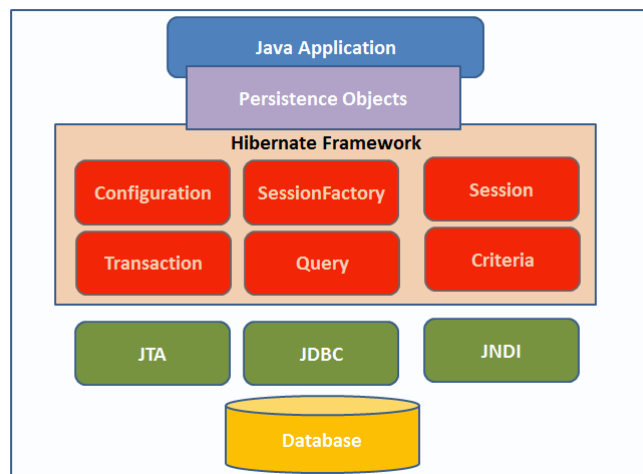 Java Application
Persistence Objects
Hibernate Framework
Configuration
SessionFactory
Session
Transaction
Query
Criteria
JTA
JDBC
JNDI
Database